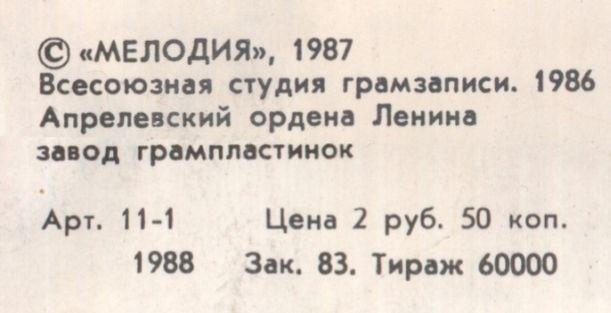 © «МЕЛОДИЯ», 1987
Всесоюзная студия грамзаписи. 1986
Апрелевский ордена Ленина
завод грампластинок
Арт. 11-1 Цена 2 руб. 50 коп.
1988 Зак. 83. Тираж 60000